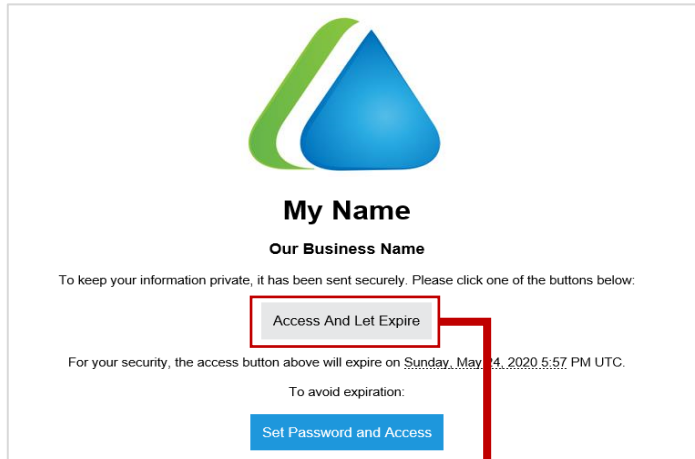 My Name
Our Business Name
To keep your information private, it has been sent securely. Please click one of the buttons below:
Access And Let Expire
For your security, the access button above will expire on Sunday, May 24, 2020 5:57 PM UTC.
To avoid expiration:
Set Password and Access